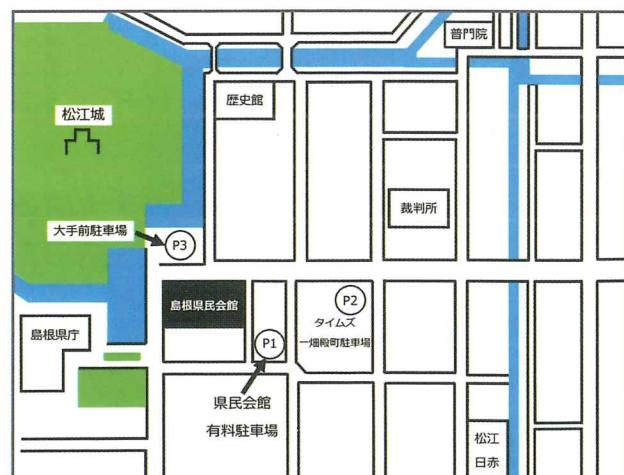 普門院
歴史館
松江城
裁判所
大手前駐車場
P3
島根県民会館
P2
タイムズ
一畑殿町駐車場
島根県庁
P1
県民会館
有料駐車場
松江
日赤